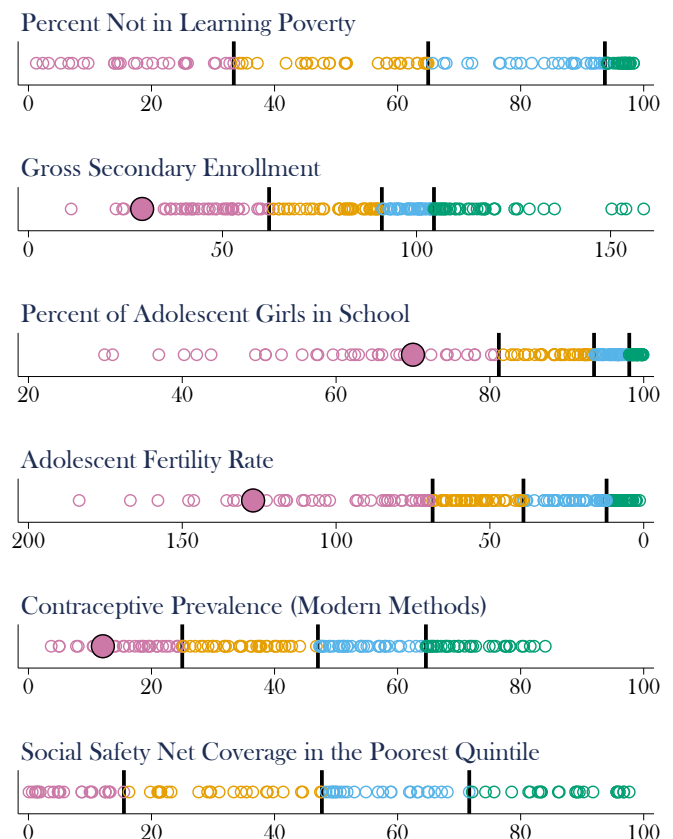 Percent Not in Learning Poverty
0 20 40 60 80 100
Gross Secondary Enrollment
0 50 100 150
Percent of Adolescent Girls in School
20 40 60 80 100
Adolescent Fertility Rate
200 150 100 50 0
Contraceptive Prevalence (Modern Methods)
0 20 40 60 80 100
Social Safety Net Coverage in the Poorest Quintile
0 20 40 60 80 100